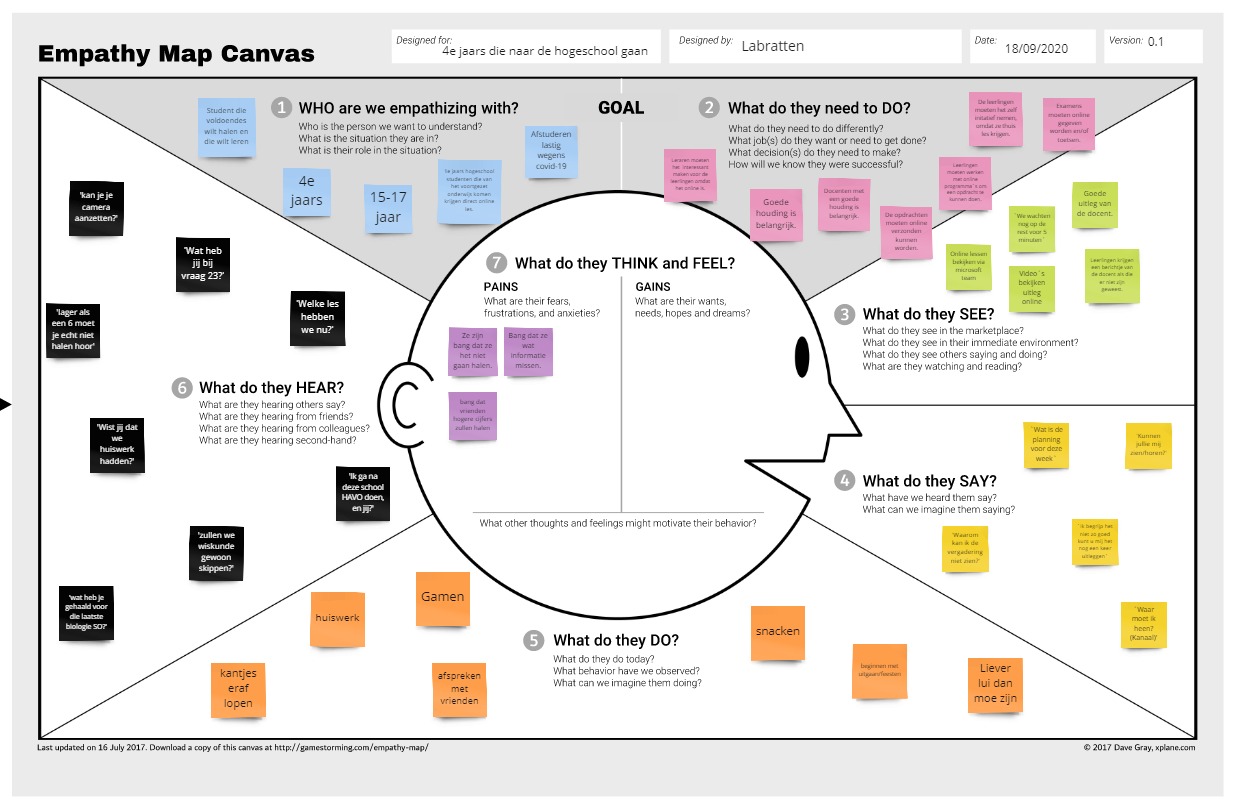 Empathy Map Canvas
Designed for:
4e jaars die naar de hogeschool gaan
Designed by:
Labratten
Date:
18/09/2020
Version:
0.1
1
WHO are we empathizing with?
Who is the person we want to understand?
What is the situation they are in?
What is their role in the situation?
Student die
voldoendes
wilt halen en
die wilt leren
4e
jaars
15-17
jaar
1e jaars hogeschool
studenten die van
het voortgezet
onderwijs komen
krijgen direct online
les.
Afstuderen
lastig
wegens
covid-19
GOAL
2
What do they need to DO?
What do they need to do differently?
What job(s) do they want or need to get done?
What decision(s) do they need to make?
How will we know they were successful?
Leraren moeten
het interessant
maken voor de
leerlingen omdat
het online is.
Goede
houding is
belangrijk.
Docenten met
een goede
houding is
belangrijk.
De opdrachten
moeten online
verzonden
kunnen
worden.
Leerlingen
moeten werken
met online
programma´s om
een opdracht te
kunnen doen.
De leerlingen
moeten het zelf
initatief nemen,
omdat ze thuis
les krijgen.
Examens
moeten online
gegeven
worden en/of
toetsen.
3
What do they SEE?
What do they see in the marketplace?
What do they see in their immediate environment?
What do they see others saying and doing?
What are they watching and reading?
Goede
uitleg van
de docent.
´We wachten
nog op de
rest voor 5
minuten´
Online lessen
bekijken via
microsoft
team
Video´s
bekijken
uitleg
online
Leerlingen krijgen
een berichtje van
de docent als die
er niet zijn
geweest.
4
What do they SAY?
What have we heard them say?
What can we imagine them saying?
´Wat is de
planning
voor deze
week´
'Kunnen
jullie mij
zien/horen?'
'Waarom
kan ik de
vergadering
niet zien?'
´Ik begrijp het
niet zo goed
kunt u mij het
nog een keer
uitleggen´
´Waar
moet ik
heen?
(Kanaal)'
5
What do they DO?
What do they do today?
What behavior have we observed?
What can we imagine them doing?
Gamen
huiswerk
kantjes
eraf
lopen
afspreken
met
vrienden
snacken
beginnen met
uitgaan/feesten
Liever
lui dan
moe zijn
6
What do they HEAR?
What are they hearing others say?
What are they hearing from friends?
What are they hearing from colleagues?
What are they hearing second-hand?
'kan je je
camera
aanzetten?'
'Wat heb
jij bij
vraag 23?'
'Welke les
hebben
we nu?'
'lager als
een 6 moet
je echt niet
halen hoor'
'Wist jij dat
we
huiswerk
hadden?'
'Ik ga na
deze school
HAVO doen,
en jij?'
'zullen we
wiskunde
gewoon
skippen?'
'wat heb je
gehaald voor
die laatste
biologie SO?'
7
What do they THINK and FEEL?
PAINS
What are their fears,
frustrations, and anxieties?
GAINS
What are their wants,
needs, hopes and dreams?
Ze zijn
bang dat ze
het niet
gaan halen.
Bang dat ze
wat
informatie
missen.
bang dat
vrienden
hogere cijfers
zullen halen
What other thoughts and feelings might motivate their behavior?
Last updated on 16 July 2017. Download a copy of this canvas at http://gamestorming.com/empathy-map/
© 2017 Dave Gray, xplane.com